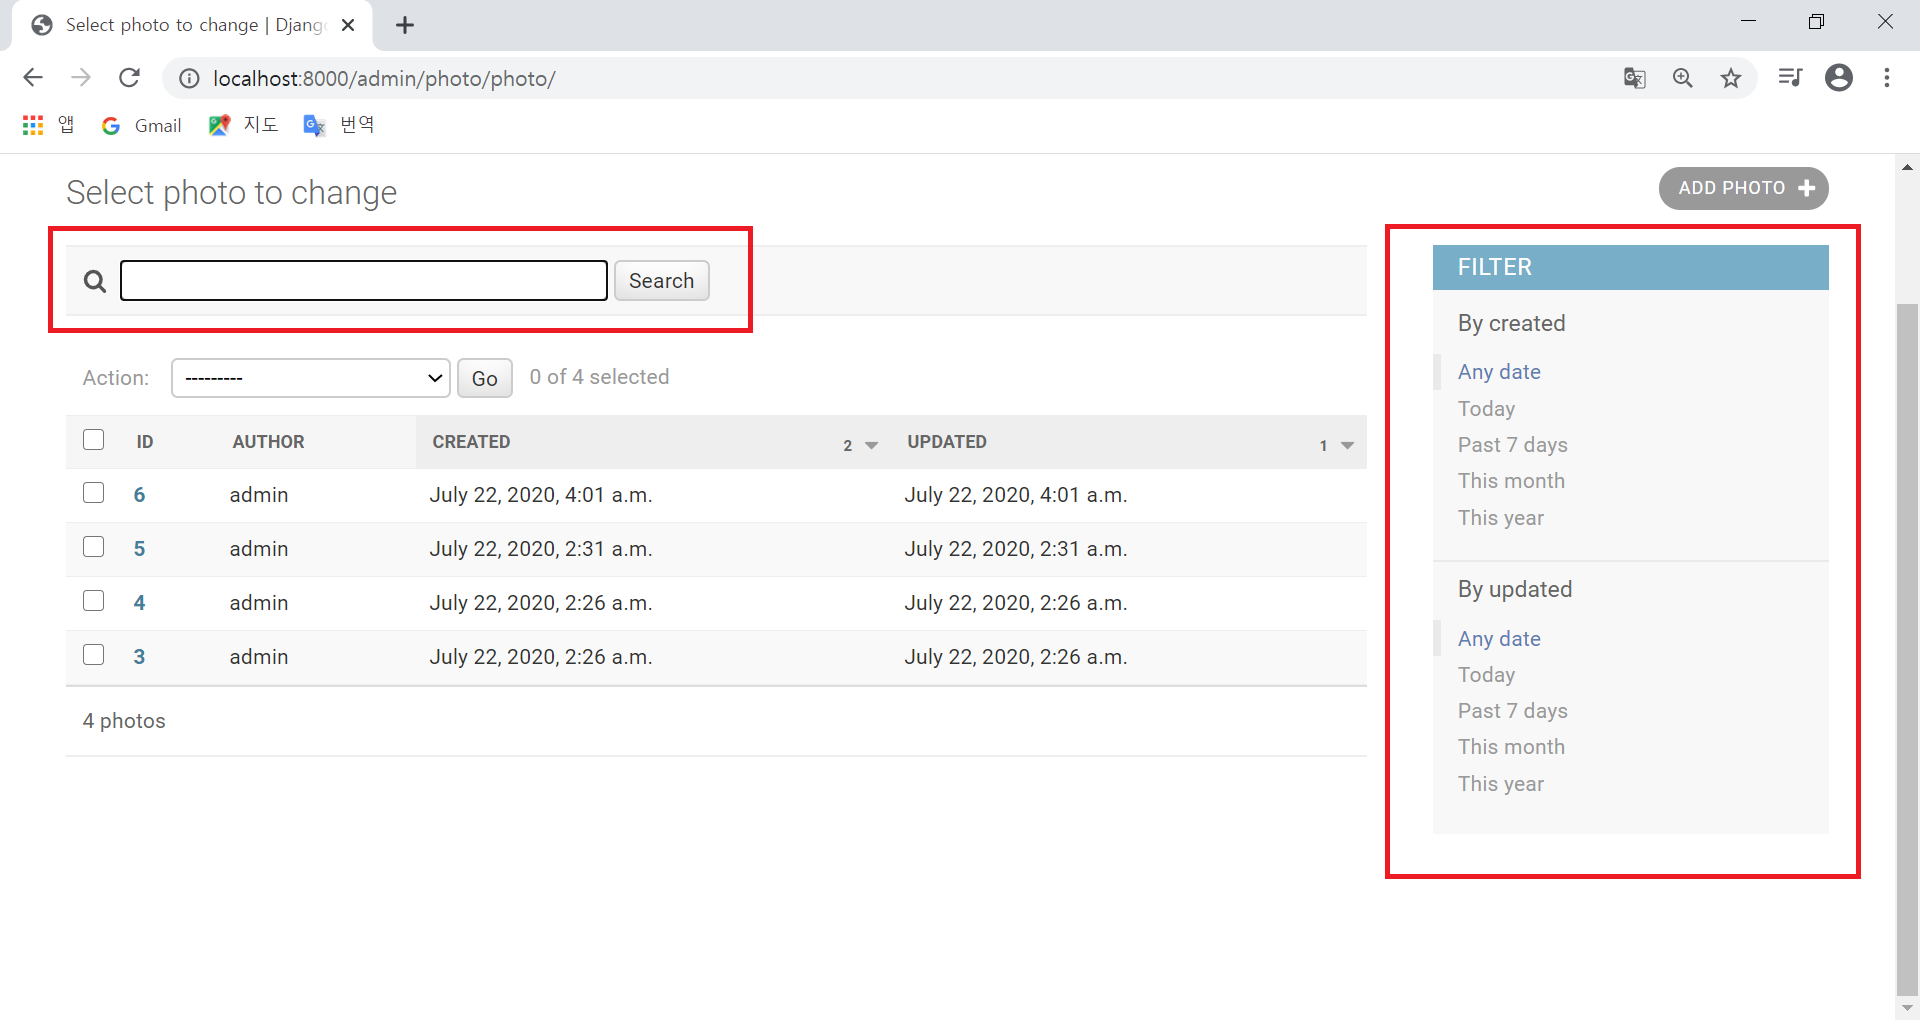 Select photo to change | Djang
localhost:8000/admin/photo/photo/
앱 Gmail 지도 번역
Select photo to change
ADD PHOTO
Search
FILTER
By created
Any date
Today
Past 7 days
This month
This year
By updated
Any date
Today
Past 7 days
This month
This year
Action: --------- Go 0 of 4 selected
ID AUTHOR CREATED 2 UPDATED 1
6 admin July 22, 2020, 4:01 a.m. July 22, 2020, 4:01 a.m.
5 admin July 22, 2020, 2:31 a.m. July 22, 2020, 2:31 a.m.
4 admin July 22, 2020, 2:26 a.m. July 22, 2020, 2:26 a.m.
3 admin July 22, 2020, 2:26 a.m. July 22, 2020, 2:26 a.m.
4 photos